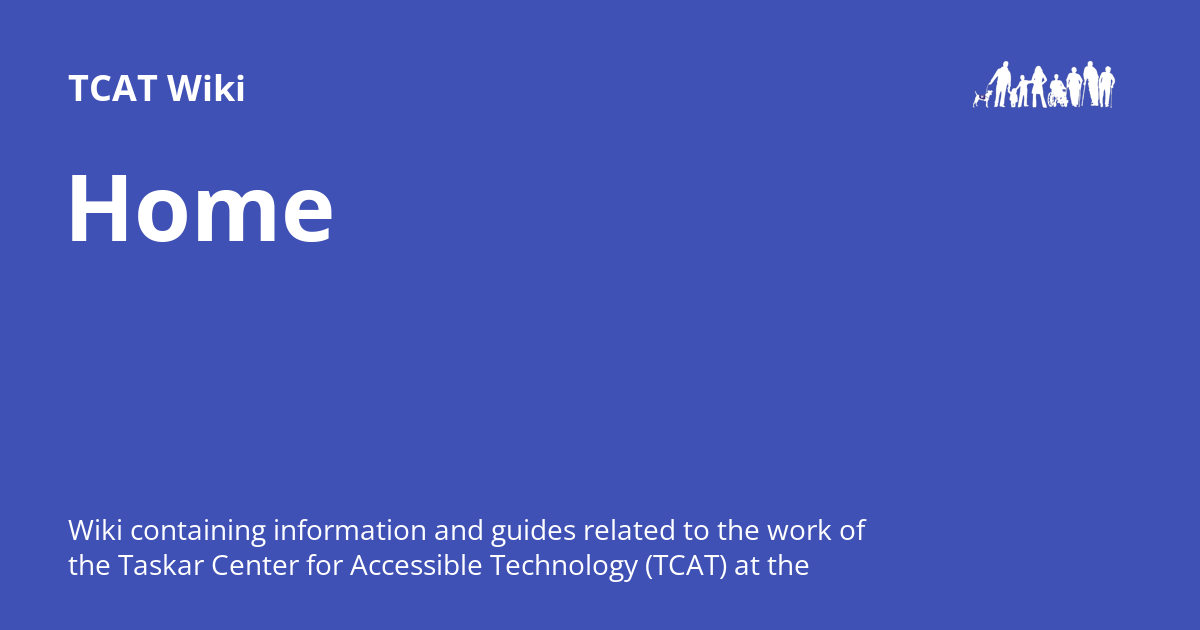 TCAT Wiki
Home
Wiki containing information and guides related to the work of
the Taskar Center for Accessible Technology (TCAT) at the